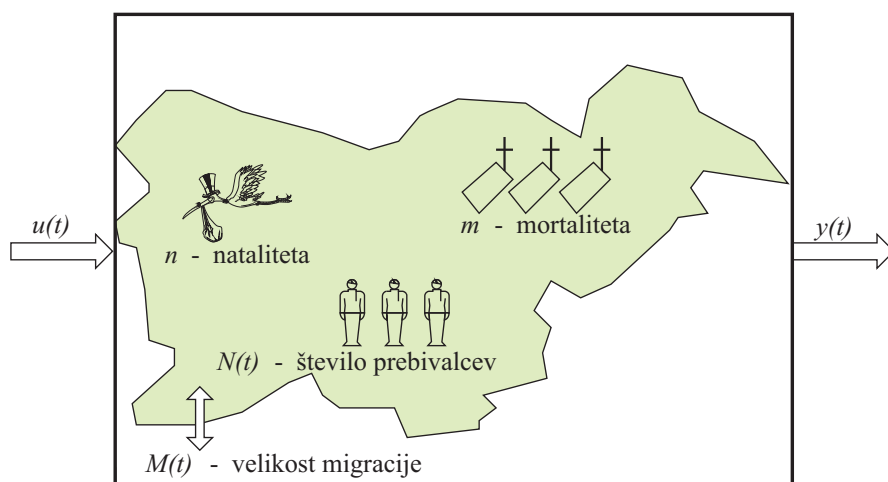 m - mortaliteta
u(t)
y(t)
n - nataliteta
N(t) - število prebivalcev
M(t) - velikost migracije